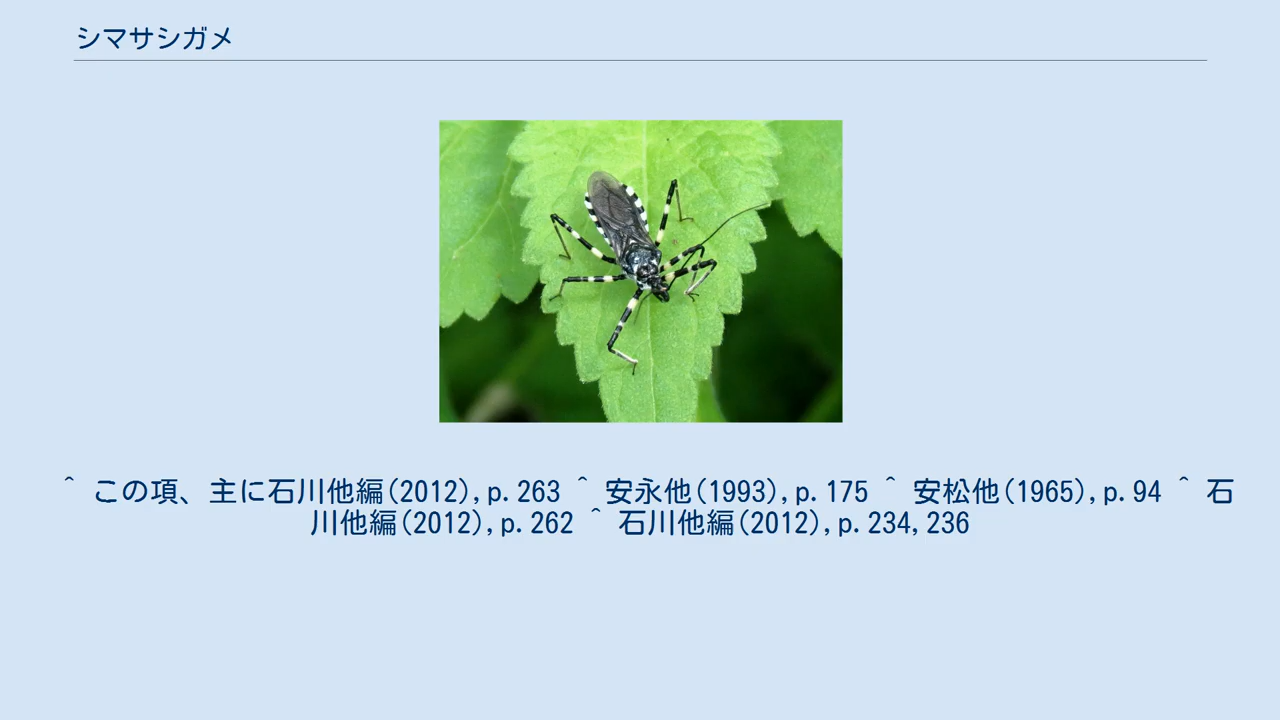 シマサシガメ
^ この項、主に石川他編(2012),p.263 ^ 安永他(1993),p.175 ^ 安松他(1965),p.94 ^ 石
川他編(2012),p.262 ^ 石川他編(2012),p.234,236